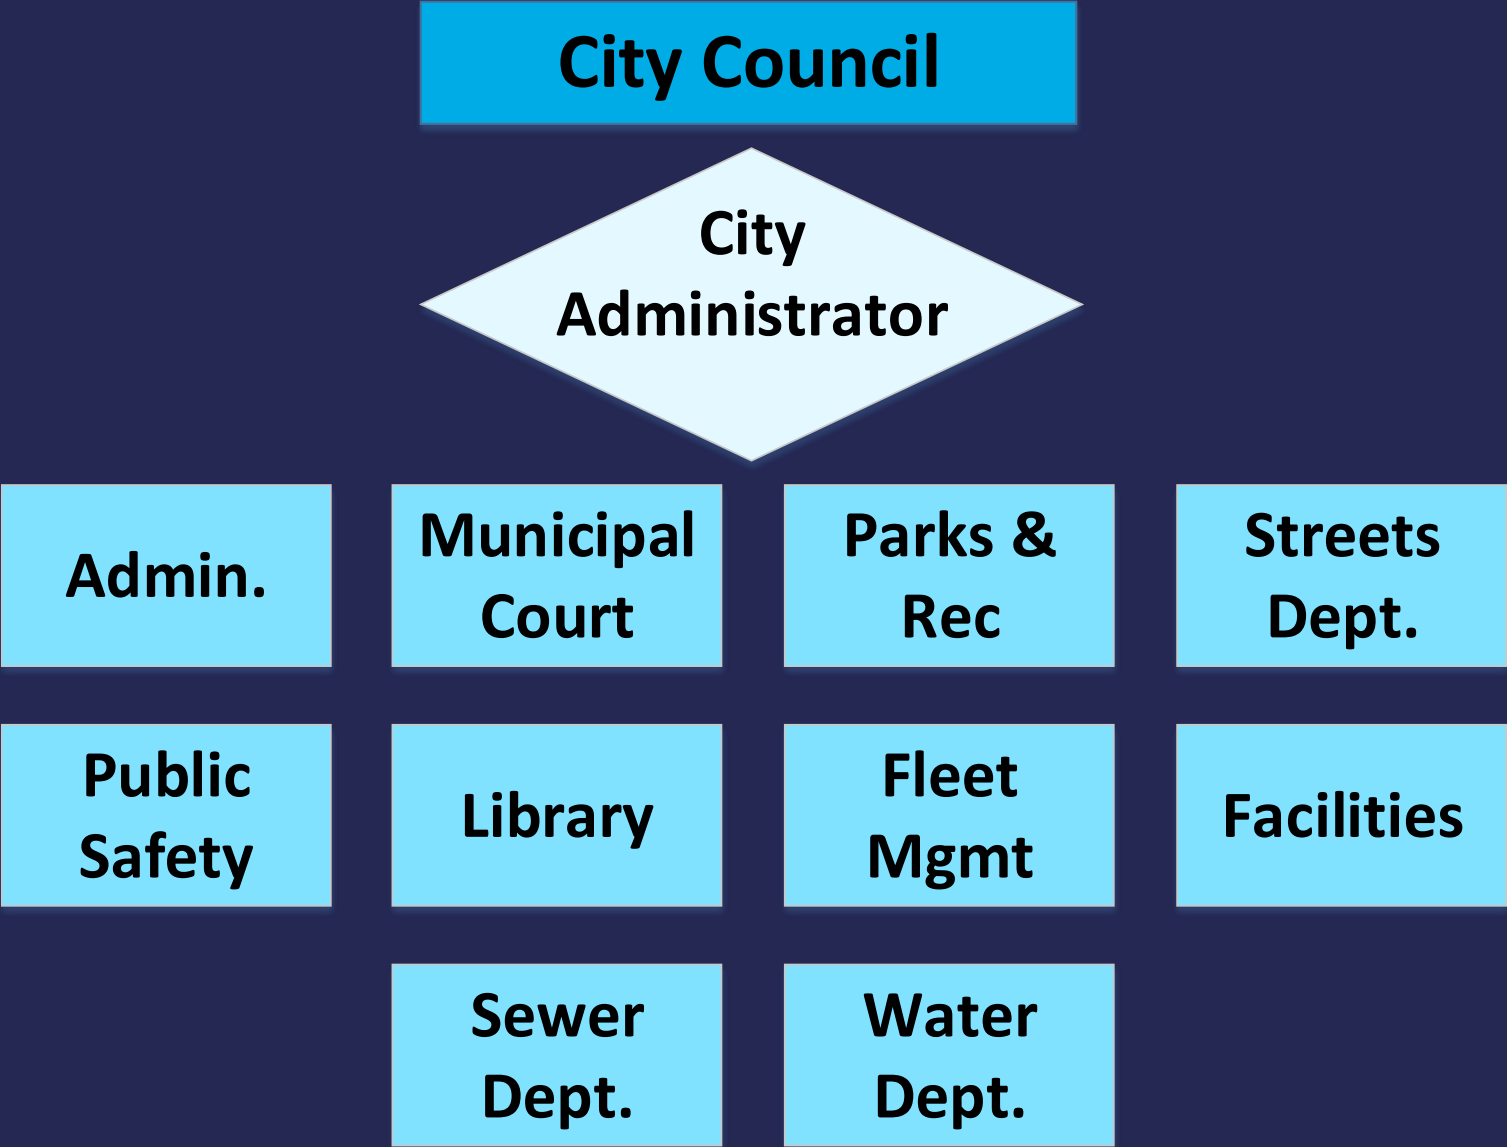 City Council
City
Administrator
Admin.
Municipal
Court
Parks &
Rec
Streets
Dept.
Public
Safety
Library
Fleet
Mgmt
Facilities
Sewer
Dept.
Water
Dept.